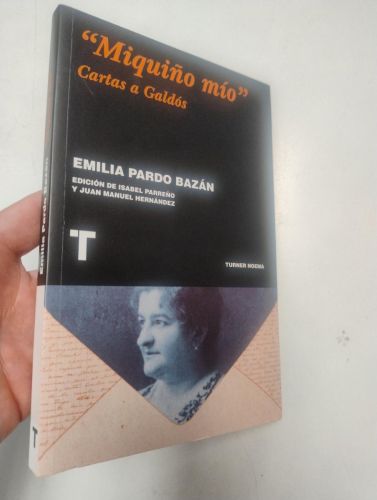 “Miquiño mío”
Cartas a Galdós
EMILIA PARDO BAZÁN
EDICIÓN DE ISABEL PARREÑO
Y JUAN MANUEL HERNÁNDEZ
T
TURNER NOEMA
Emilia Pardo Bazán
T